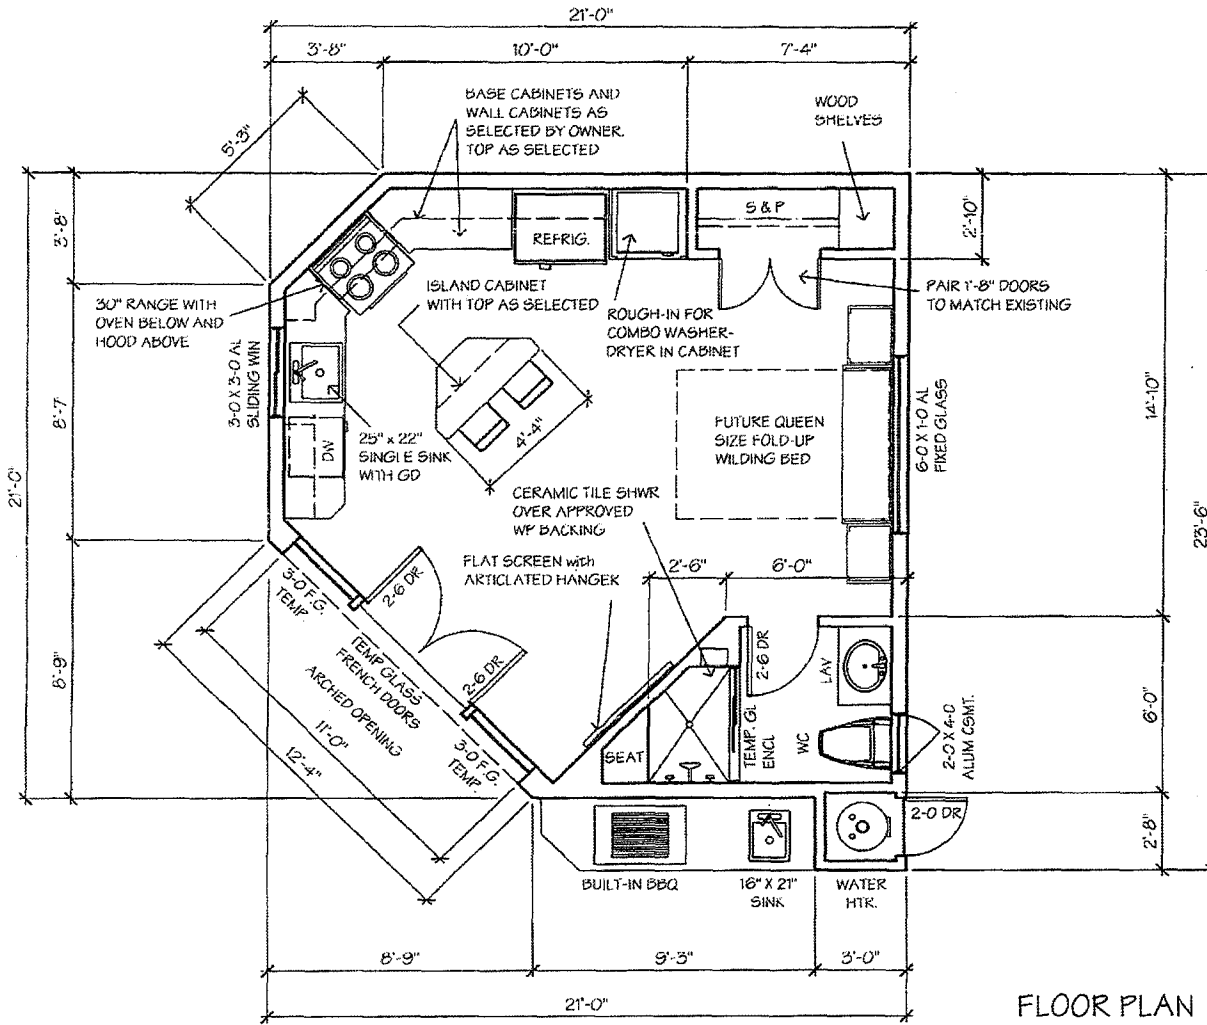 21'-0"
3'-8"
10'-0"
7'-4"
BASE CABINETS AND
WALL CABINETS AS
SELECTED BY OWNER.
TOP AS SELECTED
WOOD
SHELVES
5'-3"
3'-8"
S & P
2'-10"
REFRIG.
ISLAND CABINET
WITH TOP AS SELECTED
PAIR 1'-8" DOORS
TO MATCH EXISTING
30" RANGE WITH
OVEN BELOW AND
HOOD ABOVE
ROUGH-IN FOR
COMBO WASHER-
DRYER IN CABINET
3-0 X 3-0 AL
SLIDING WIN
8'-7
14'-10"
FUTURE QUEEN
SIZE FOLD-UP
WILDING BED
6-0 X 1-0 AL
FIXED GLASS
4'-4"
DW
25" x 22"
SINGLE SINK
WITH GD
21'-0"
CERAMIC TILE SHWR
OVER APPROVED
WP BACKING
23'-6"
FLAT SCREEN with
ARTICLATED HANGER
2'-6"
6'-0"
3-0 F.G.
TEMP.
2-6 DR
TEMP GLASS
FRENCH DOORS
ARCHED OPENING
2-6 DR
2-6 DR
LAV
8'-9"
6'-0"
11'-0"
12'-4"
3-0 F.G.
TEMP.
SEAT
TEMP. GL
ENCL
WC
2-0 X 4-0
ALUM CSMT.
2-0 DR
2'-8"
BUILT-IN BBQ
16" X 21"
SINK
WATER
HTR.
8'-9"
9'-3"
3'-0"
21'-0"
FLOOR PLAN